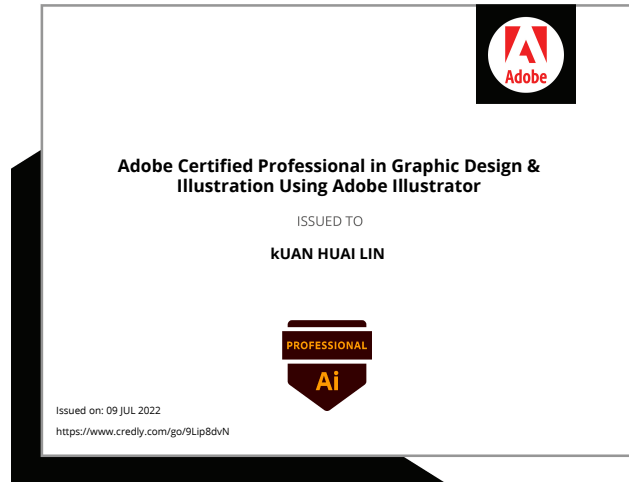 Adobe
Adobe Certified Professional in Graphic Design &
Illustration Using Adobe Illustrator
ISSUED TO
kUAN HUAI LIN
PROFESSIONAL
Ai
Issued on: 09 JUL 2022
https://www.credly.com/go/9Lip8dvN